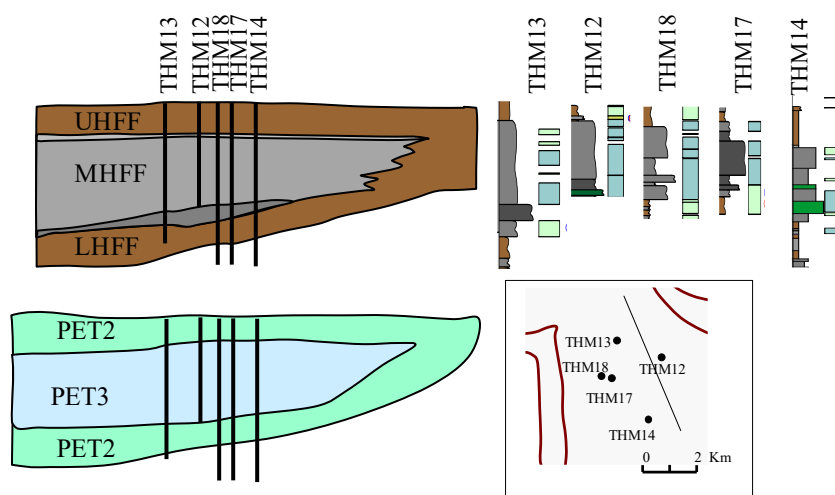 THM13
THM12
THM18
THM17
THM14
UHFF
MHFF
LHFF
THM13
THM12
THM18
THM17
THM14
PET2
PET3
PET2
THM13
THM12
THM18
THM17
THM14
0 2 Km